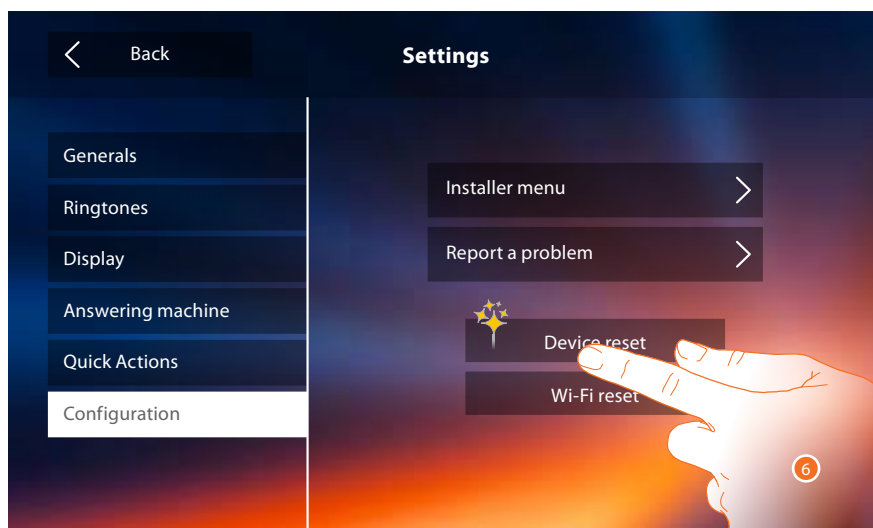 Back
Settings
Generals
Ringtones
Display
Answering machine
Quick Actions
Configuration
Installer menu
Report a problem
Device reset
Wi-Fi reset
6